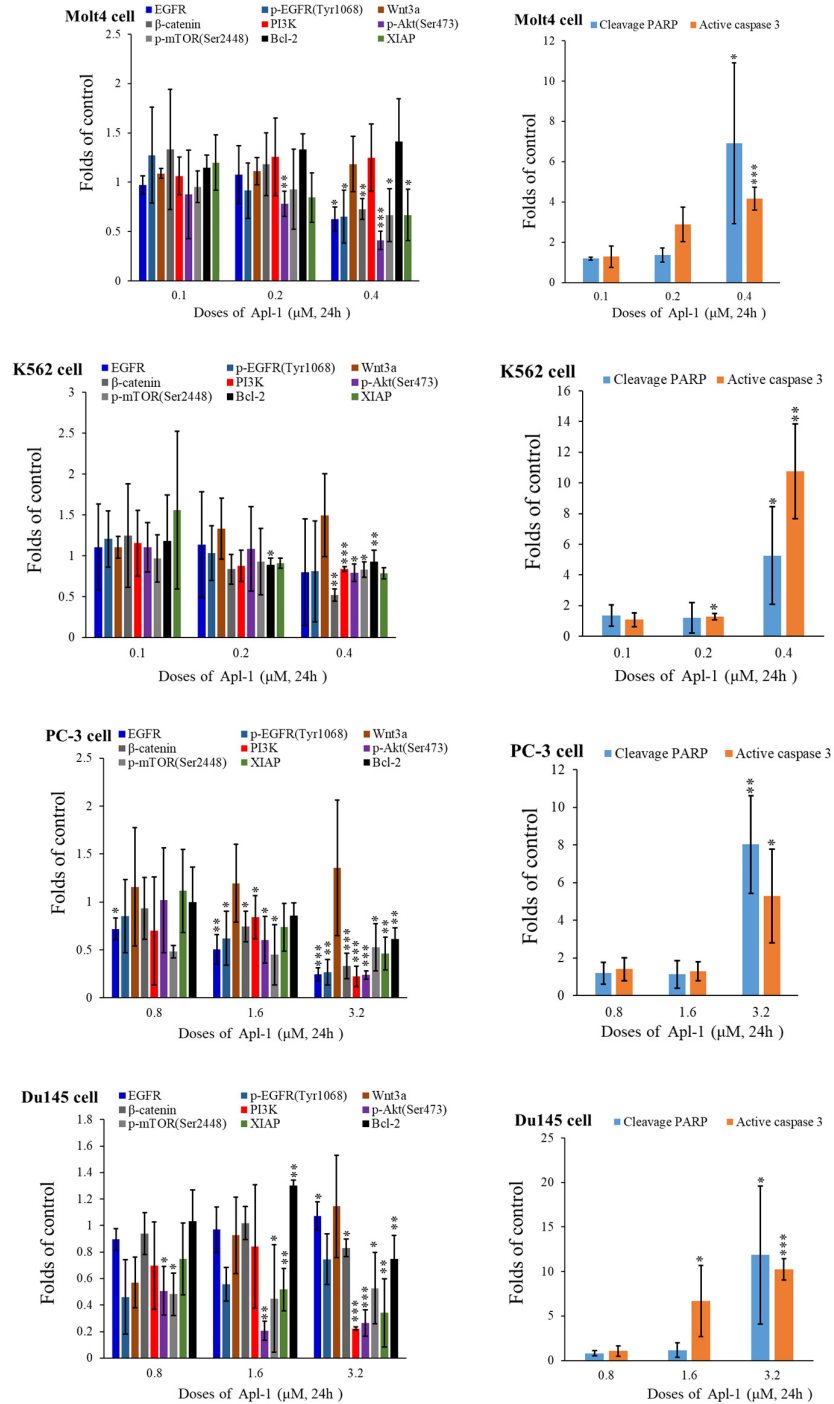 Molt4 cell
EGFR p-EGFR(Tyr1068) Wnt3a
β-catenin PI3K p-Akt(Ser473)
p-mTOR(Ser2448) Bcl-2 XIAP
Folds of control
2.5
2
1.5
1
0.5
0
* * ** ** *** * *
0.1 0.2 0.4
Doses of Apl-1 (μM, 24h )
Molt4 cell
Cleavage PARP Active caspase 3
Folds of control
12
10
8
6
4
2
0
* ***
0.1 0.2 0.4
Doses of Apl-1 (μM, 24h )
K562 cell
EGFR p-EGFR(Tyr1068) Wnt3a
β-catenin PI3K p-Akt(Ser473)
p-mTOR(Ser2448) Bcl-2 XIAP
Folds of control
3
2.5
2
1.5
1
0.5
0
* ** *** * * **
0.1 0.2 0.4
Doses of Apl-1 (μM, 24h )
K562 cell
Cleavage PARP Active caspase 3
Folds of control
16
14
12
10
8
6
4
2
0
* * **
0.1 0.2 0.4
Doses of Apl-1 (μM, 24h )
PC-3 cell
EGFR p-EGFR(Tyr1068) Wnt3a
β-catenin PI3K p-Akt(Ser473)
p-mTOR(Ser2448) XIAP Bcl-2
Folds of control
2.5
2
1.5
1
0.5
0
* ** * * * * * *** ** *** *** *** * ** **
0.8 1.6 3.2
Doses of Apl-1 (μM, 24h )
PC-3 cell
Cleavage PARP Active caspase 3
Folds of control
12
10
8
6
4
2
0
** *
0.8 1.6 3.2
Doses of Apl-1 (μM, 24h )
Du145 cell
EGFR p-EGFR(Tyr1068) Wnt3a
β-catenin PI3K p-Akt(Ser473)
p-mTOR(Ser2448) XIAP Bcl-2
Folds of control
1.8
1.6
1.4
1.2
1
0.8
0.6
0.4
0.2
0
* * ** * ** ** * * *** *** * ** **
0.8 1.6 3.2
Doses of Apl-1 (μM, 24h )
Du145 cell
Cleavage PARP Active caspase 3
Folds of control
25
20
15
10
5
0
* * ***
0.8 1.6 3.2
Doses of Apl-1 (μM, 24h )